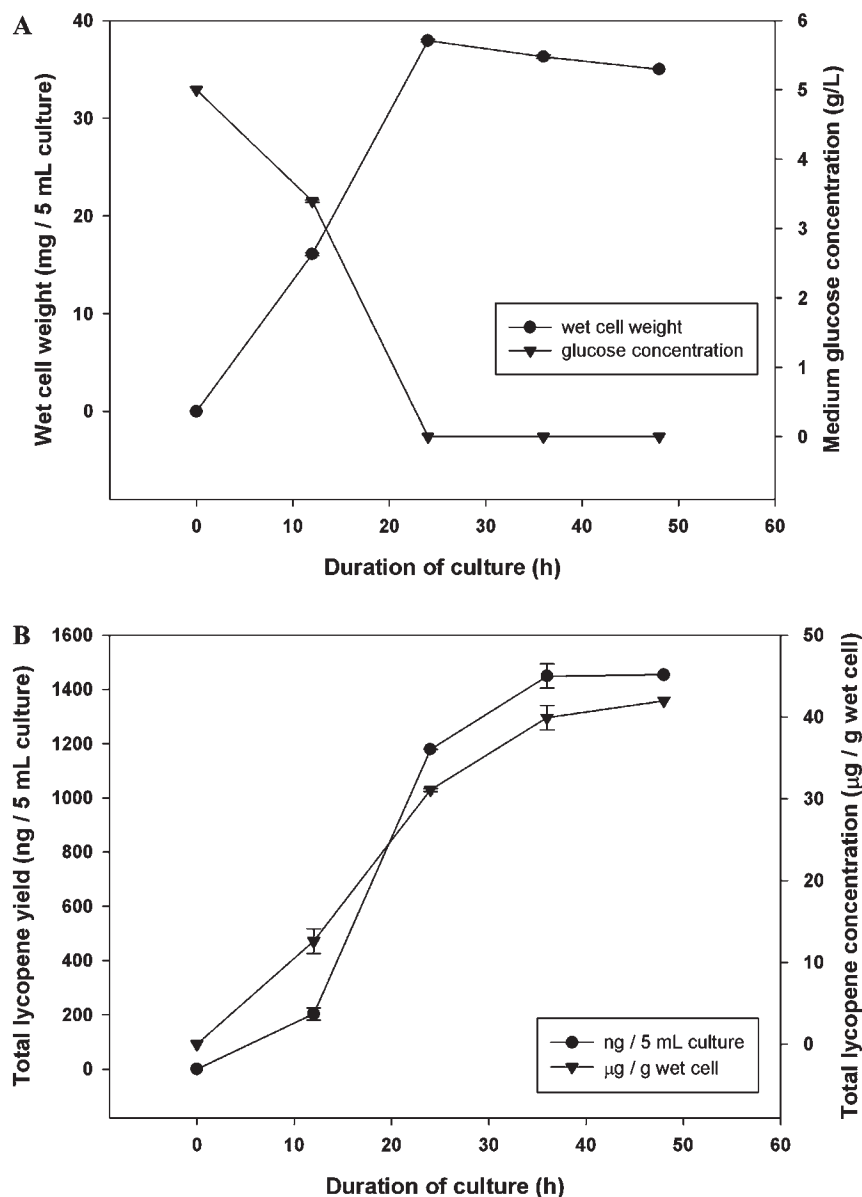 A
Wet cell weight (mg / 5 mL culture)
40
30
20
10
0
Medium glucose concentration (g/L)
6
5
4
3
2
1
0
wet cell weight
glucose concentration
0 10 20 30 40 50 60
Duration of culture (h)
B
Total lycopene yield (ng / 5 mL culture)
1600
1400
1200
1000
800
600
400
200
0
Total lycopene concentration (µg / g wet cell)
50
40
30
20
10
0
ng / 5 mL culture
µg / g wet cell
0 10 20 30 40 50 60
Duration of culture (h)